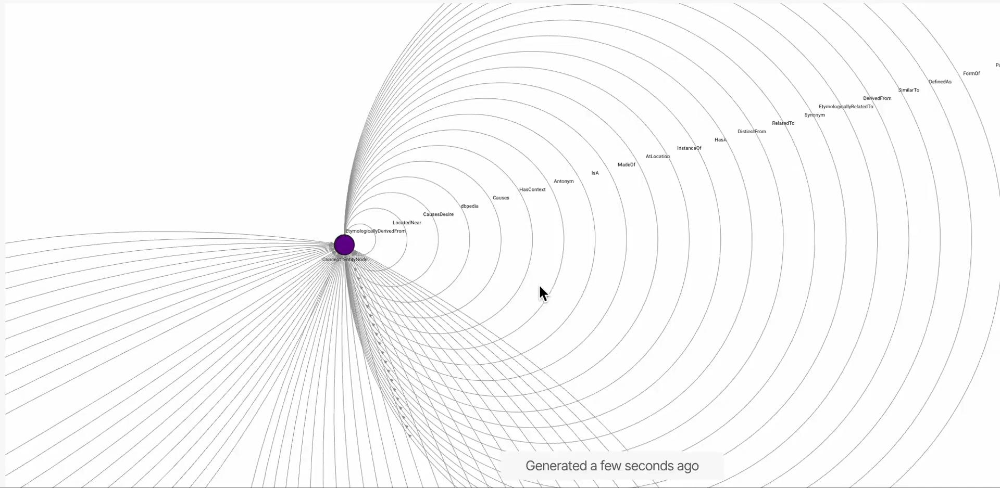 FormOf
DefinedAs
SimilarTo
DerivedFrom
EtymologicallyRelatedTo
Synonym
RelatedTo
DistinctFrom
HasA
InstanceOf
AtLocation
MadeOf
IsA
Antonym
HasContext
Causes
dbpedia
CausesDesire
LocatedNear
EtymologicallyDerivedFrom
:Concept :EntityNode
Generated a few seconds ago